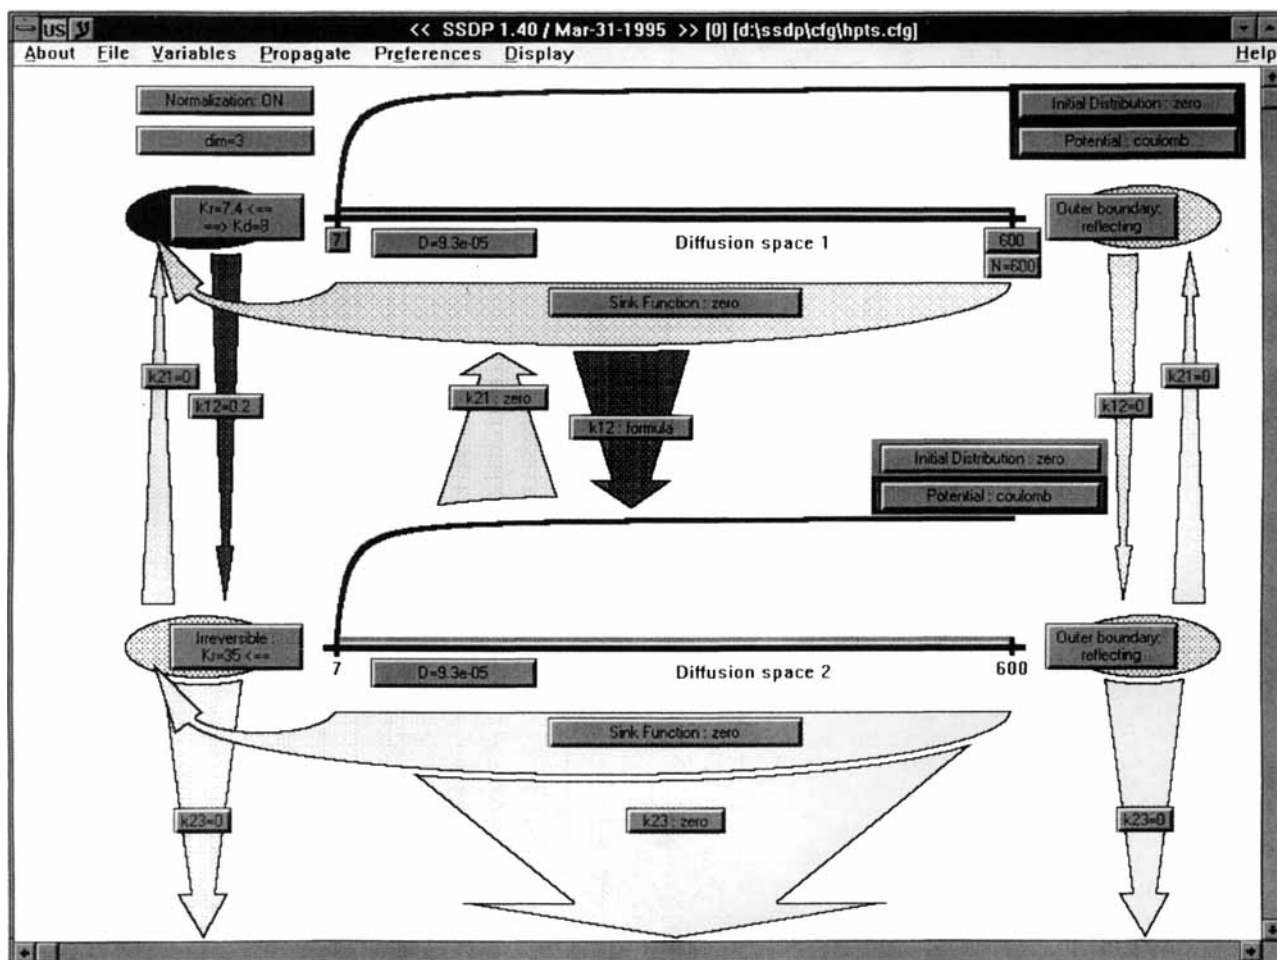 US
<< SSDP 1.40 / Mar-31-1995 >> [0] [d:\ssdp\cfg\hpts.cfg]
About File Variables Propagate Preferences Display Help
Normalization: ON
dim=3
Initial Distribution : zero
Potential : coulomb
Kr=7.4 <==
==> Kd=8
7
D=9.3e-05
Diffusion space 1
600
N=600
Outer boundary:
reflecting
Sink Function : zero
k21=0
k12=0.2
k21 : zero
k12 : formula
k12=0
k21=0
Initial Distribution : zero
Potential : coulomb
Irreversible :
Kr=35 <==
7
D=9.3e-05
Diffusion space 2
600
Outer boundary:
reflecting
Sink Function : zero
k23=0
k23 : zero
k23=0